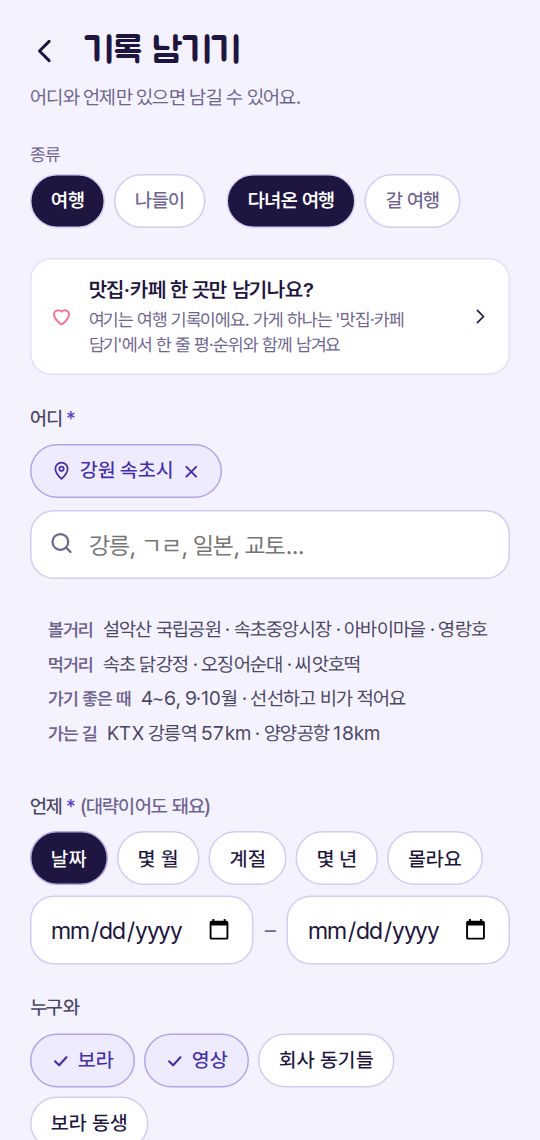 기록 남기기
어디와 언제만 있으면 남길 수 있어요.
종류
여행 나들이 다녀온 여행 갈 여행
맛집·카페 한 곳만 남기나요?
여기는 여행 기록이에요. 가게 하나는 '맛집·카페
담기'에서 한 줄 평·순위와 함께 남겨요
어디 *
강원 속초시
강릉, ㄱㄹ, 일본, 교토...
볼거리 설악산 국립공원 · 속초중앙시장 · 아바이마을 · 영랑호
먹거리 속초 닭강정 · 오징어순대 · 씨앗호떡
가기 좋은 때 4~6, 9·10월 · 선선하고 비가 적어요
가는 길 KTX 강릉역 57km · 양양공항 18km
언제 * (대략이어도 돼요)
날짜 몇 월 계절 몇 년 몰라요
mm/dd/yyyy – mm/dd/yyyy
누구와
보라 영상 회사 동기들
보라 동생